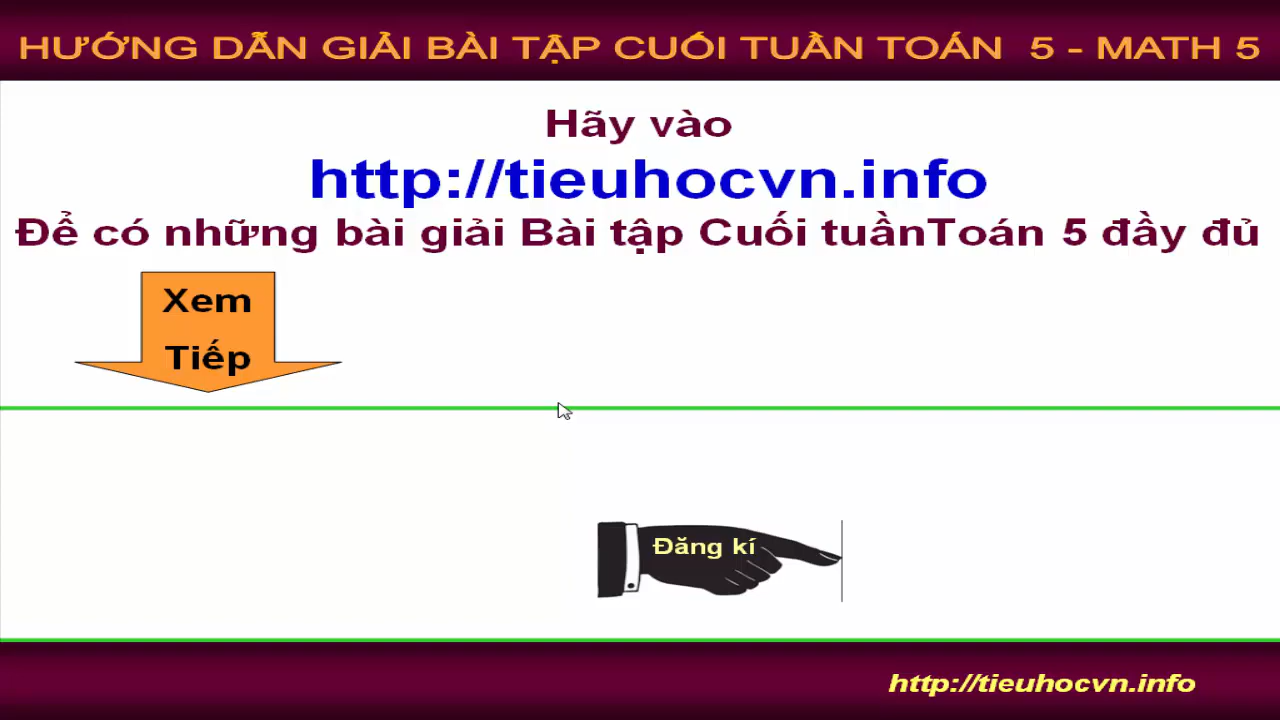 HƯỚNG DẪN GIẢI BÀI TẬP CUỐI TUẦN TOÁN 5 - MATH 5
Hãy vào
http://tieuhocvn.info
Để có những bài giải Bài tập Cuối tuầnToán 5 đầy đủ
Xem
Tiếp
Đăng kí
http://tieuhocvn.info